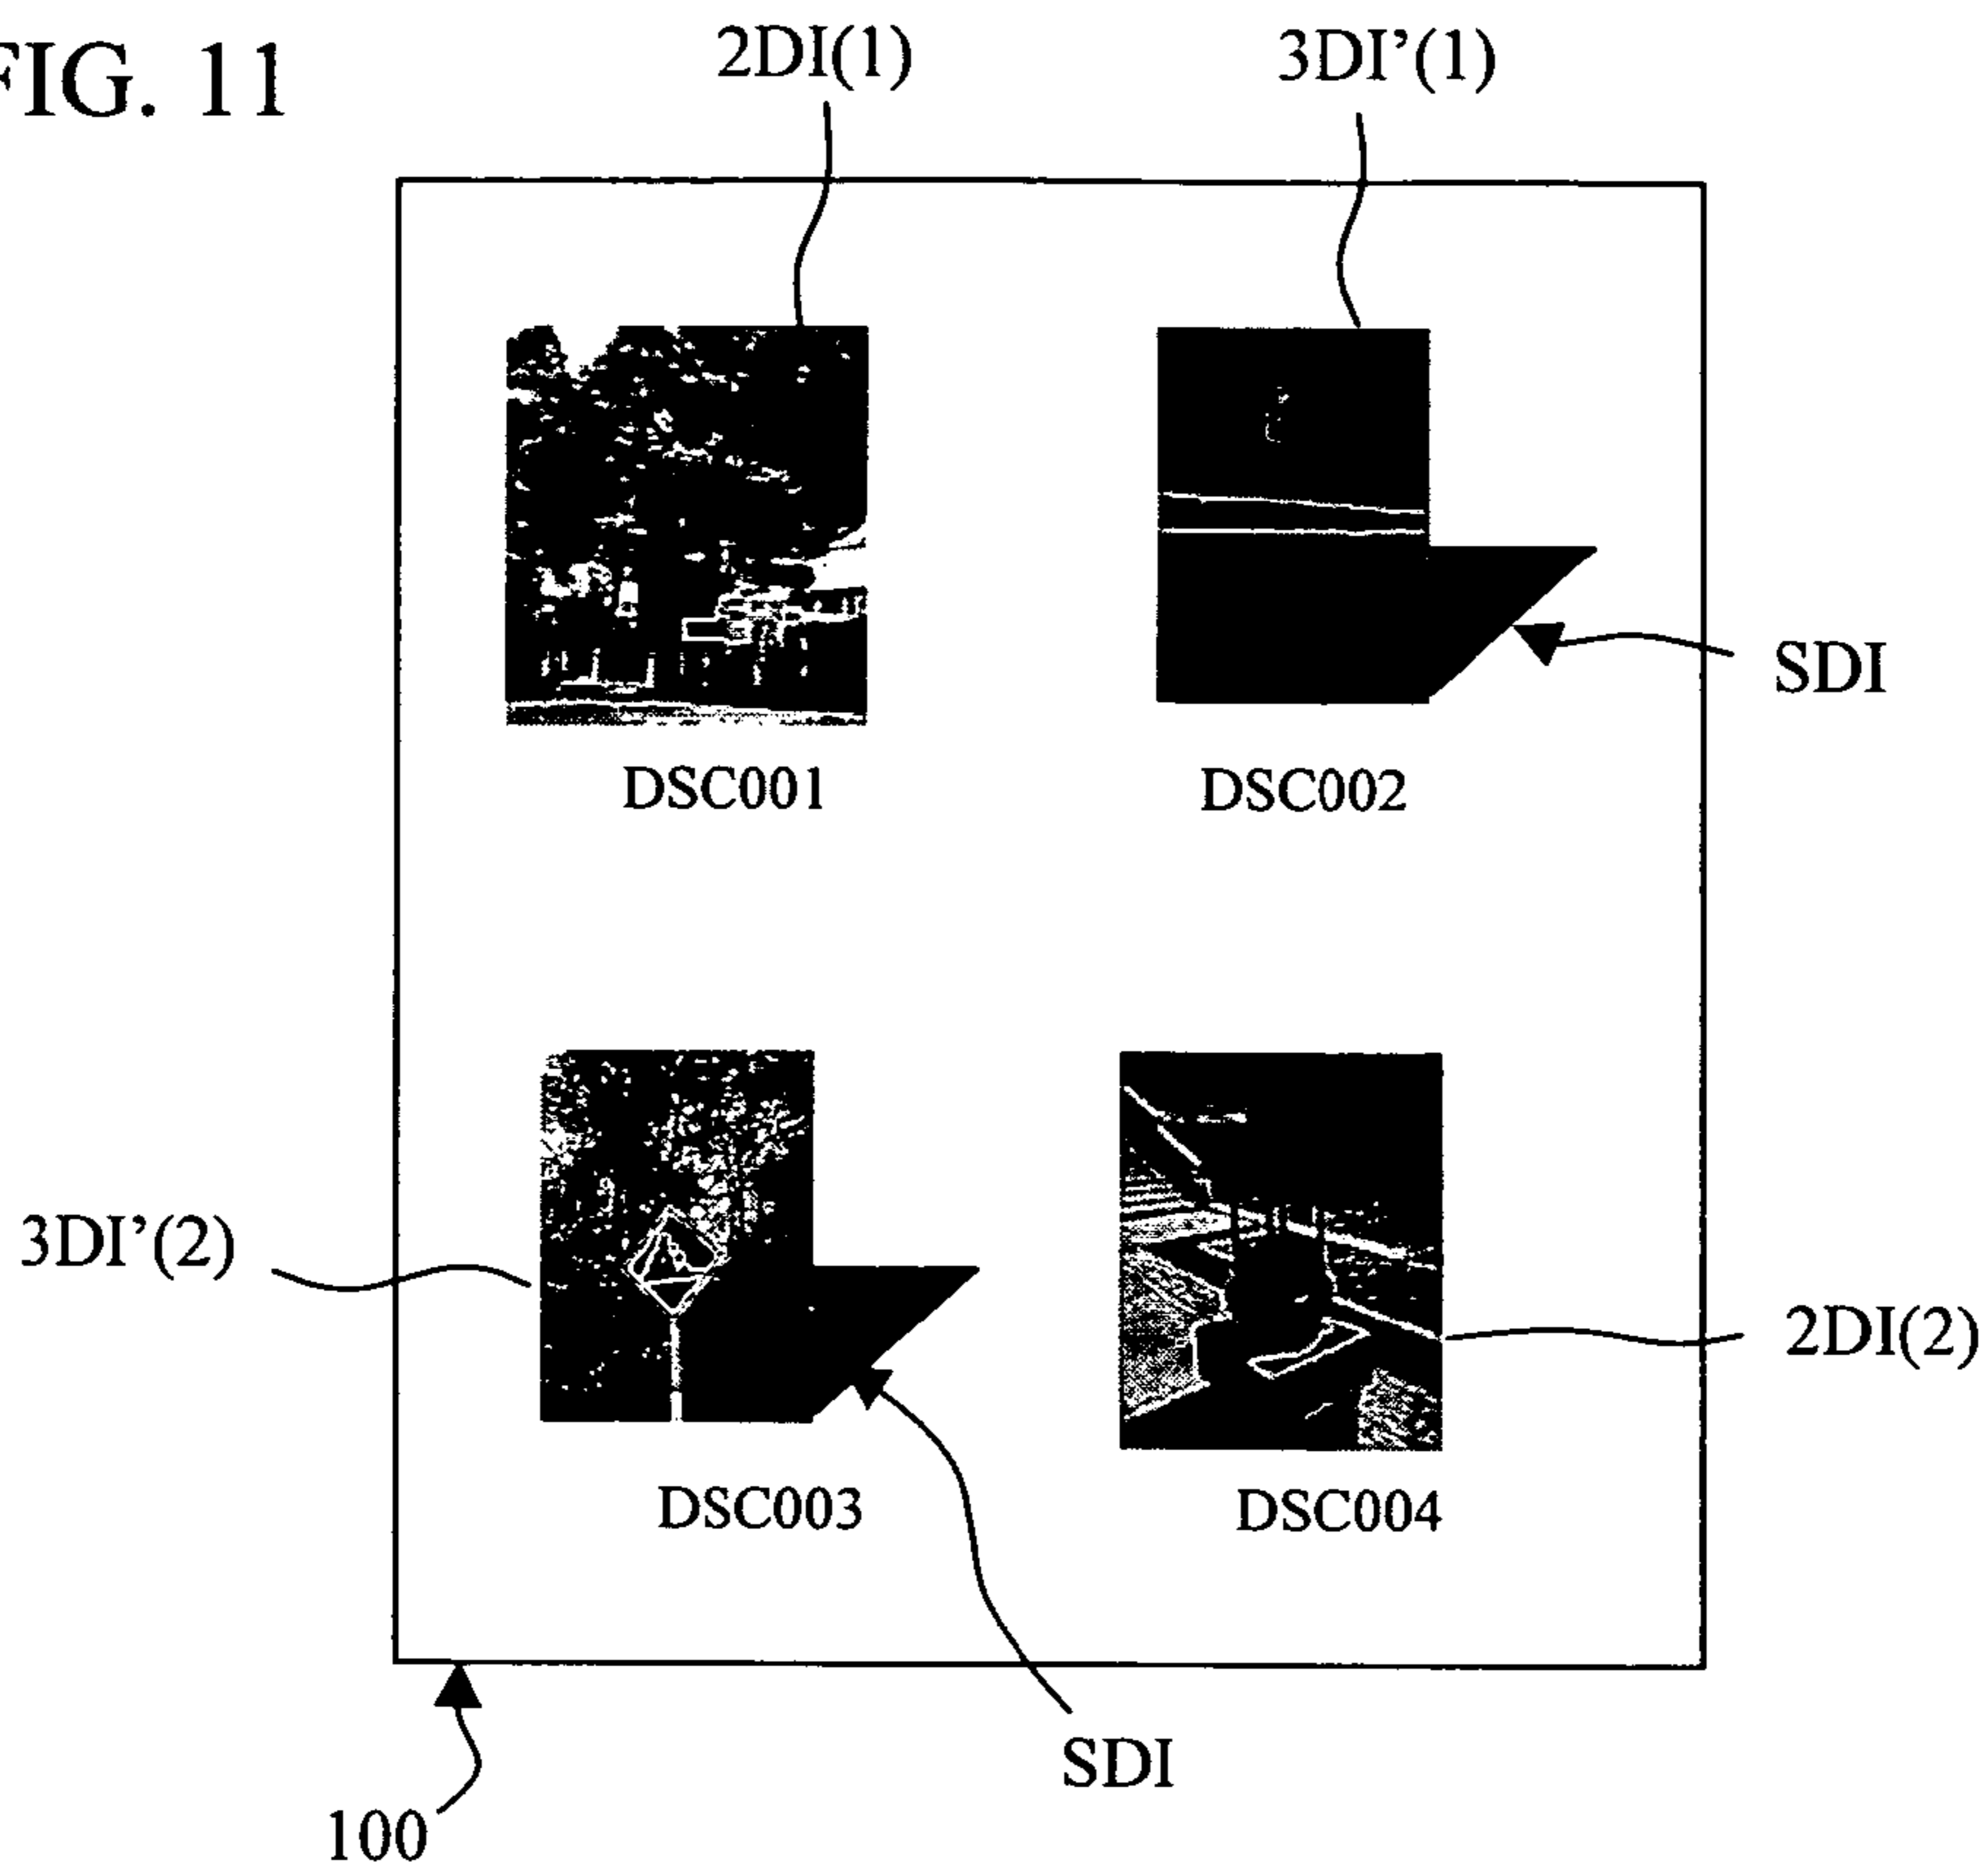 FIG. 11
2DI(1)
3DI’(1)
SDI
DSC001
DSC002
3DI’(2)
2DI(2)
DSC003
DSC004
SDI
100